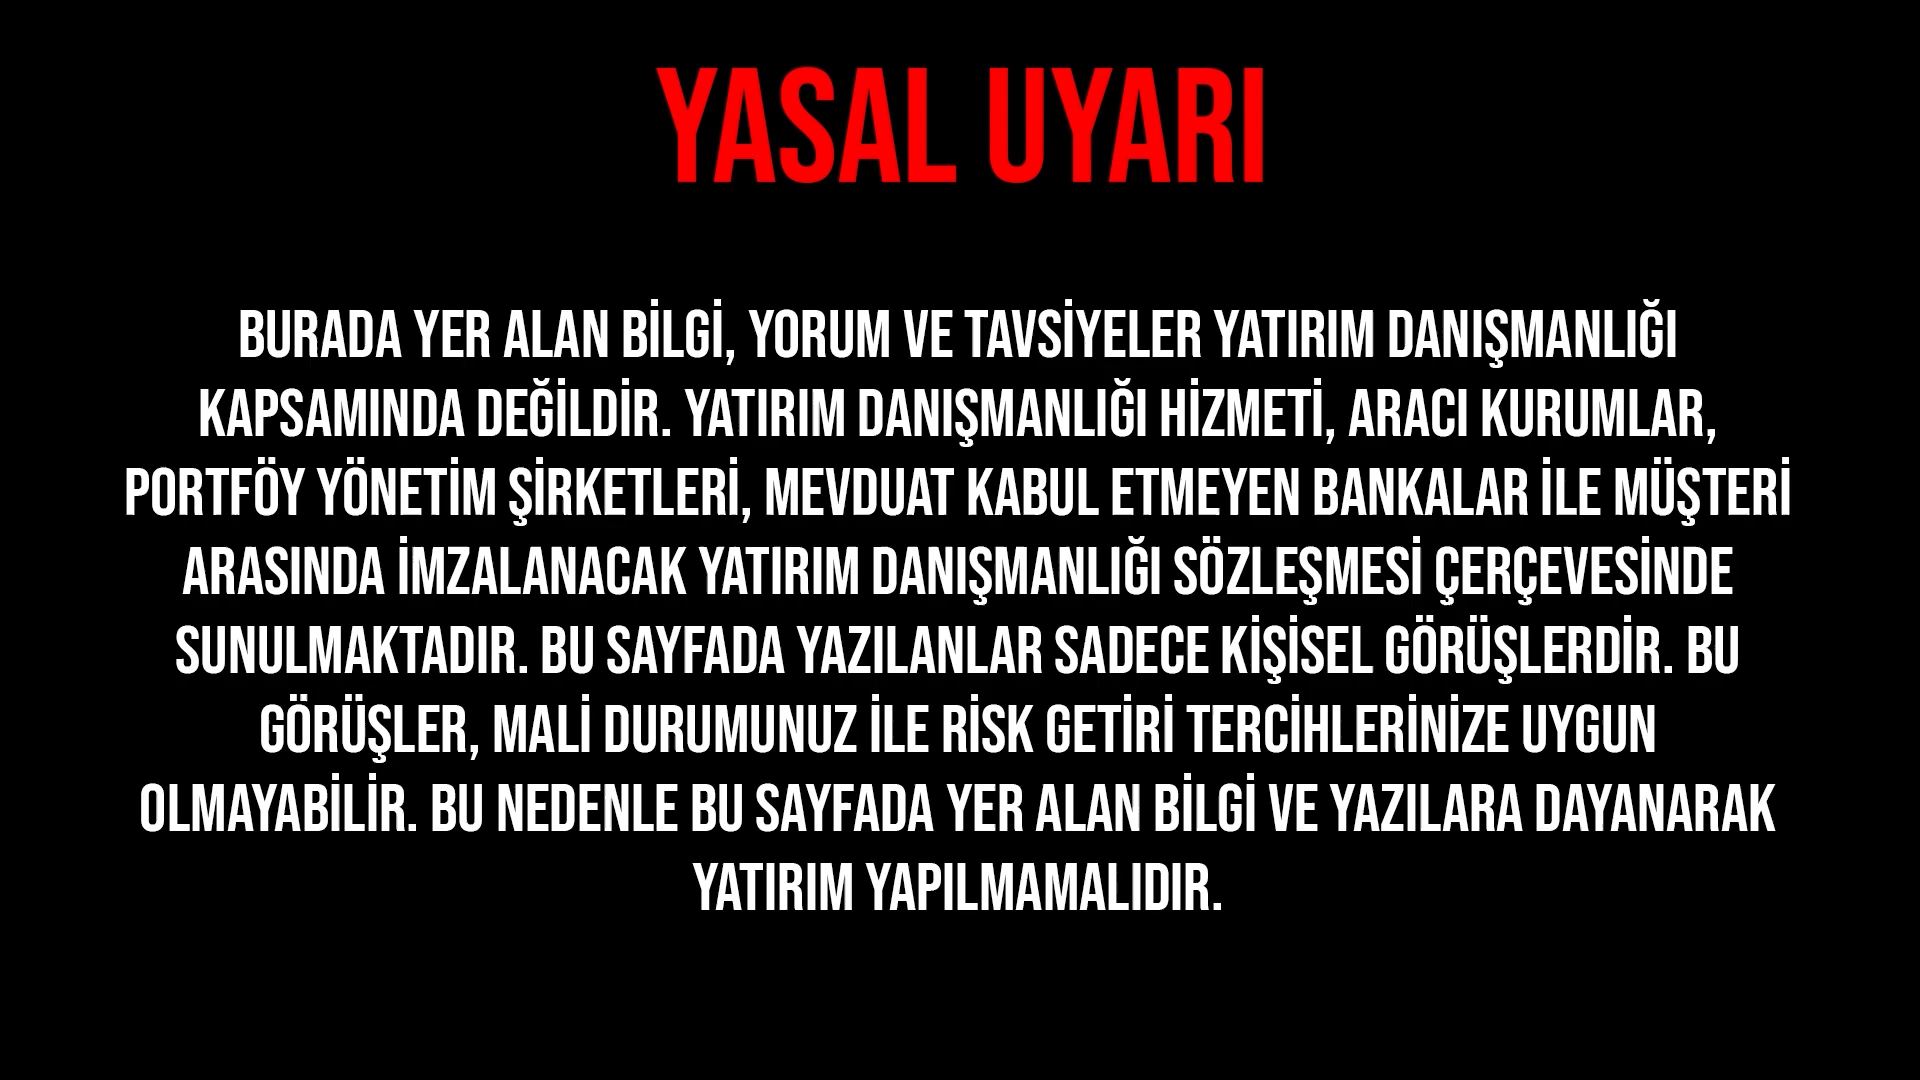 YASAL UYARI
BURADA YER ALAN BİLGİ, YORUM VE TAVSİYELER YATIRIM DANIŞMANLIĞI
KAPSAMINDA DEĞİLDİR. YATIRIM DANIŞMANLIĞI HİZMETİ, ARACI KURUMLAR,
PORTFÖY YÖNETİM ŞİRKETLERİ, MEVDUAT KABUL ETMEYEN BANKALAR İLE MÜŞTERİ
ARASINDA İMZALANACAK YATIRIM DANIŞMANLIĞI SÖZLEŞMESİ ÇERÇEVESİNDE
SUNULMAKTADIR. BU SAYFADA YAZILANLAR SADECE KİŞİSEL GÖRÜŞLERDİR. BU
GÖRÜŞLER, MALİ DURUMUNUZ İLE RİSK GETİRİ TERCİHLERİNİZE UYGUN
OLMAYABİLİR. BU NEDENLE BU SAYFADA YER ALAN BİLGİ VE YAZILARA DAYANARAK
YATIRIM YAPILMAMALIDIR.